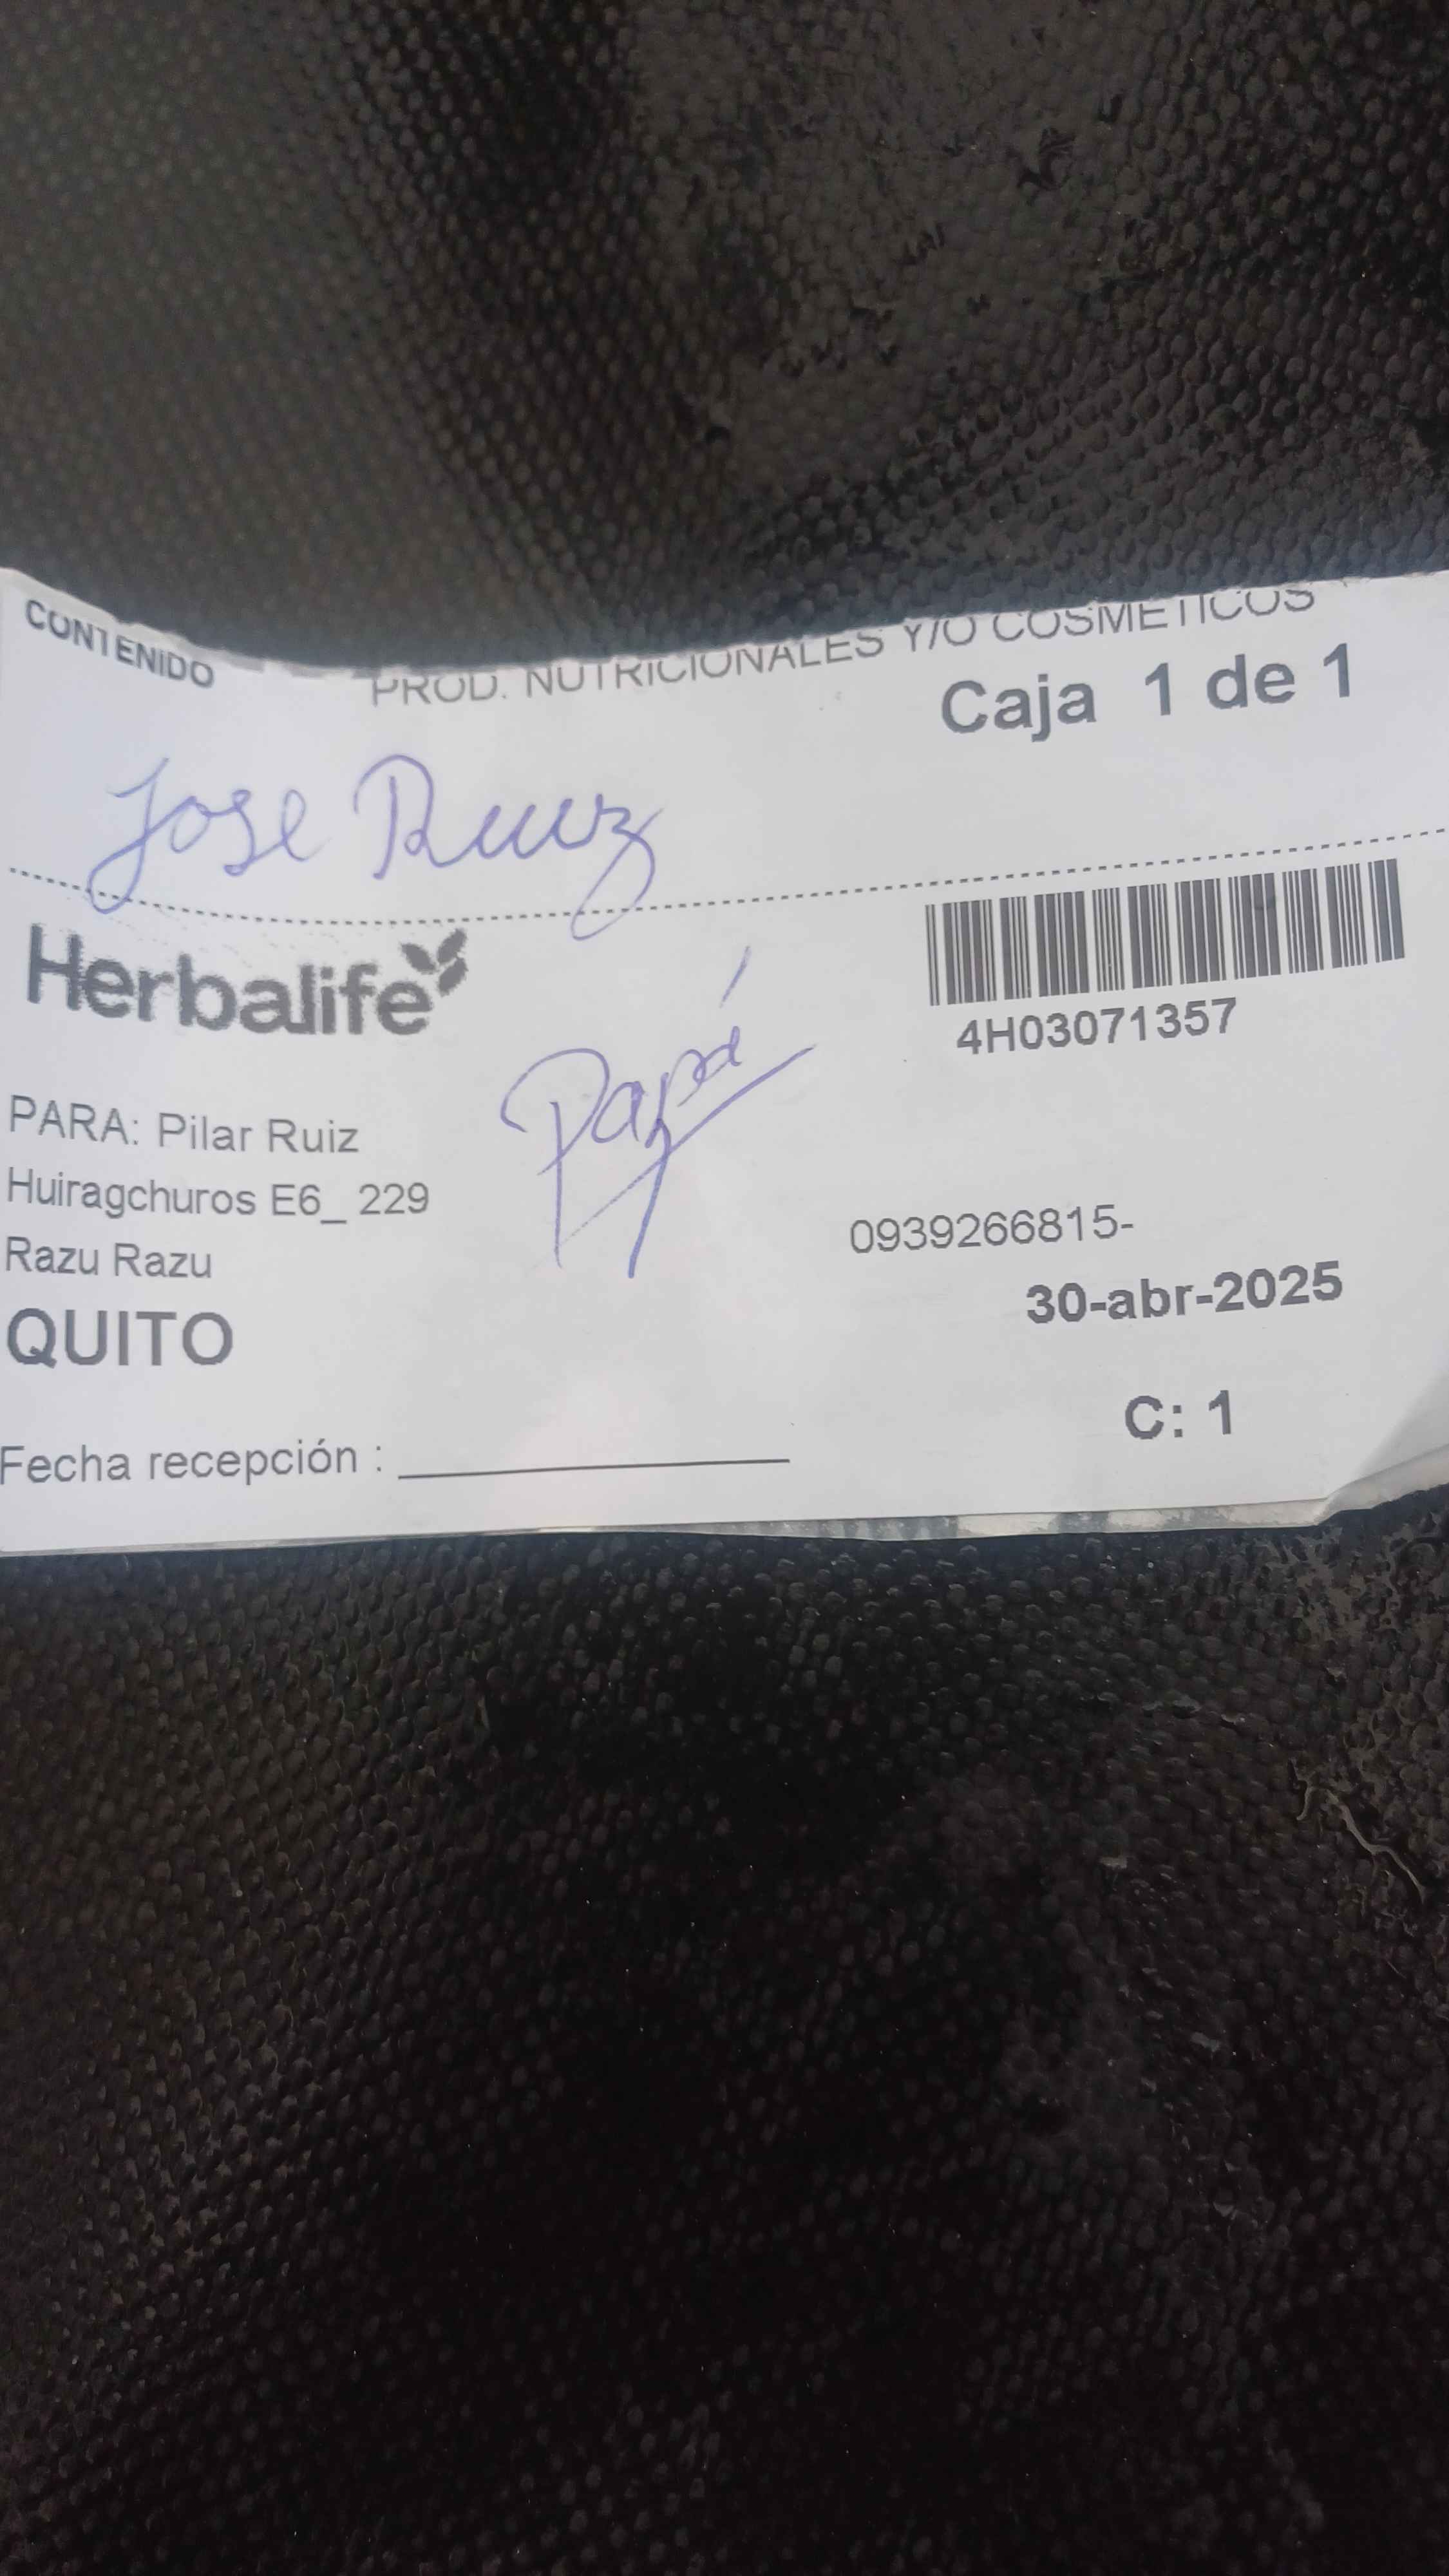 CONTENIDO PROD. NUTRICIONALES Y/O COSMETICOS
Caja 1 de 1
Jose Ruiz
Herbalife
4H03071357
Papá
PARA: Pilar Ruiz
Huiragchuros E6_ 229
0939266815-
Razu Razu
30-abr-2025
QUITO
C: 1
Fecha recepción : ___________________